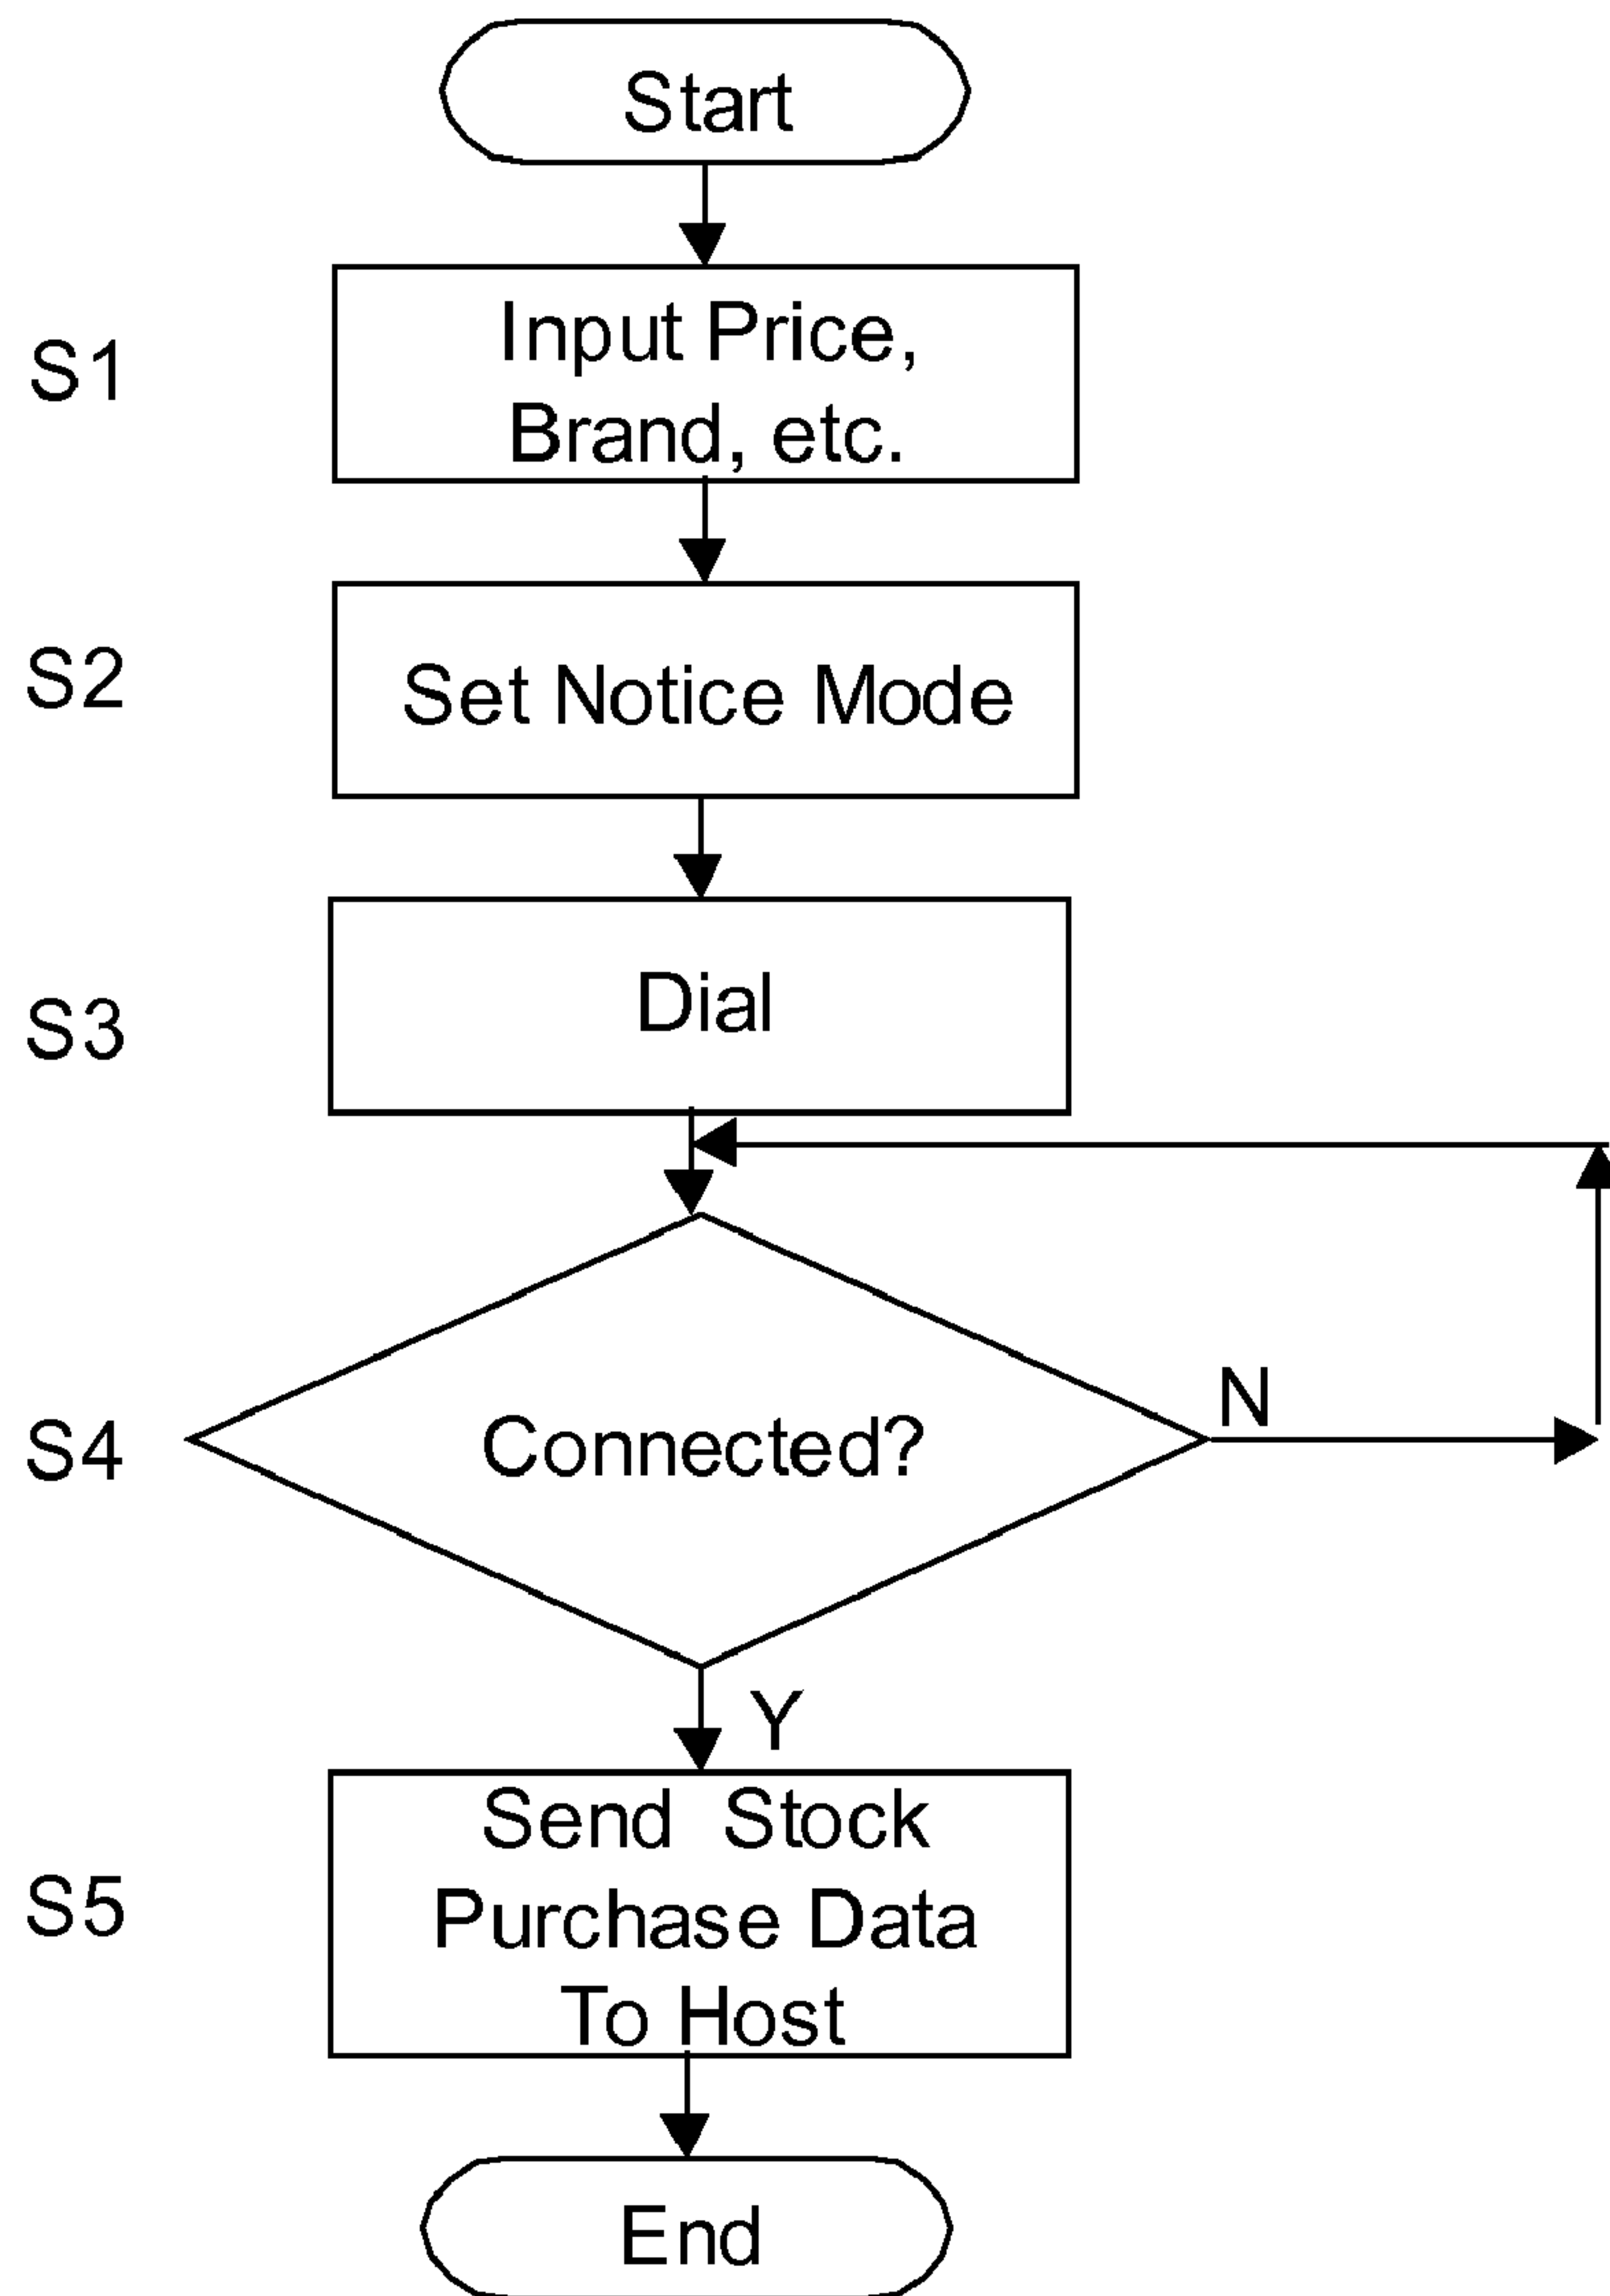 Start
S1
Input Price,
Brand, etc.
S2
Set Notice Mode
S3
Dial
S4
Connected?
N
Y
S5
Send Stock
Purchase Data
To Host
End